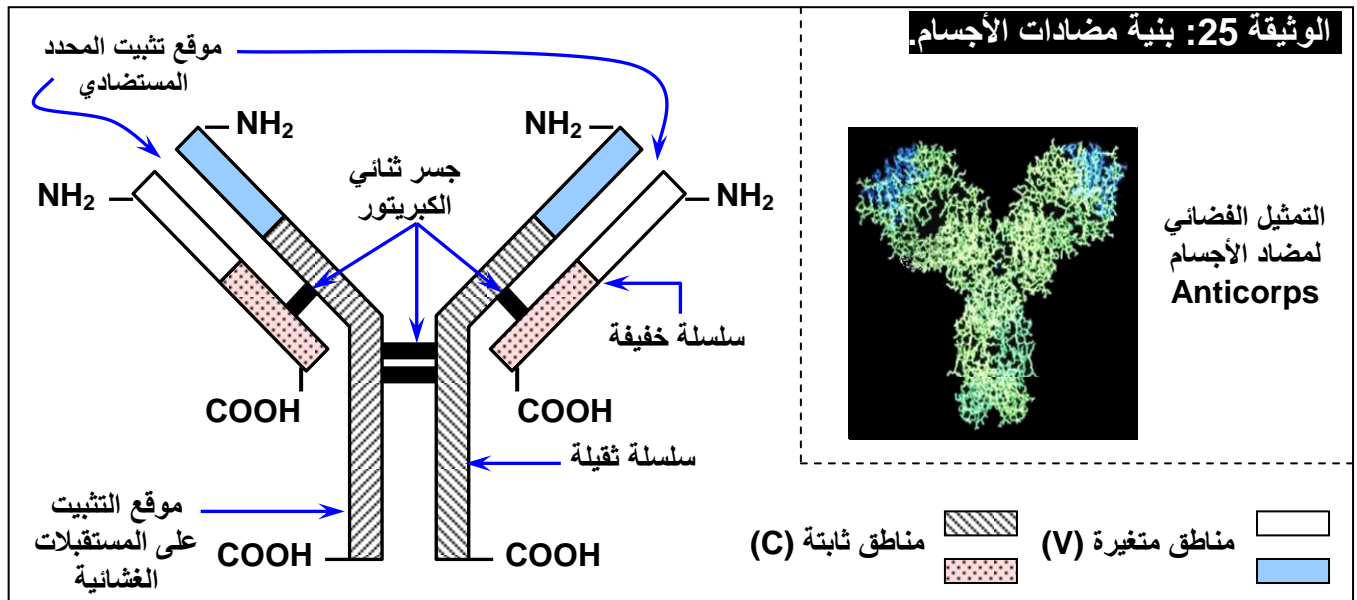 الوثيقة 25: بنية مضادات الأجسام.
موقع تثبيت المحدد
المستضادي
NH2
NH2
NH2
NH2
جسر ثنائي
الكبريتور
التمثيل الفضائي
لمضاد الأجسام
Anticorps
سلسلة خفيفة
COOH
COOH
سلسلة ثقيلة
موقع التثبيت
على المستقبلات
الغشائية
COOH
COOH
مناطق متغيرة (V)
مناطق ثابتة (C)